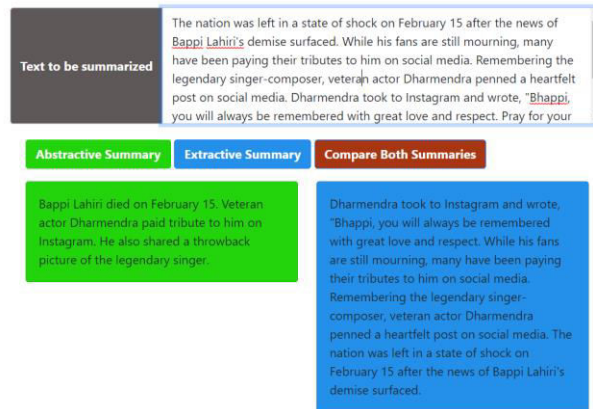 Text to be summarized
The nation was left in a state of shock on February 15 after the news of
Bappi Lahiri's demise surfaced. While his fans are still mourning, many
have been paying their tributes to him on social media. Remembering the
legendary singer-composer, veteran actor Dharmendra penned a heartfelt
post on social media. Dharmendra took to Instagram and wrote, "Bhappi,
you will always be remembered with great love and respect. Pray for your
Abstractive Summary
Extractive Summary
Compare Both Summaries
Bappi Lahiri died on February 15. Veteran
actor Dharmendra paid tribute to him on
Instagram. He also shared a throwback
picture of the legendary singer.
Dharmendra took to Instagram and wrote,
"Bhappi, you will always be remembered
with great love and respect. While his fans
are still mourning, many have been paying
their tributes to him on social media.
Remembering the legendary singer-
composer, veteran actor Dharmendra
penned a heartfelt post on social media. The
nation was left in a state of shock on
February 15 after the news of Bappi Lahiri's
demise surfaced.